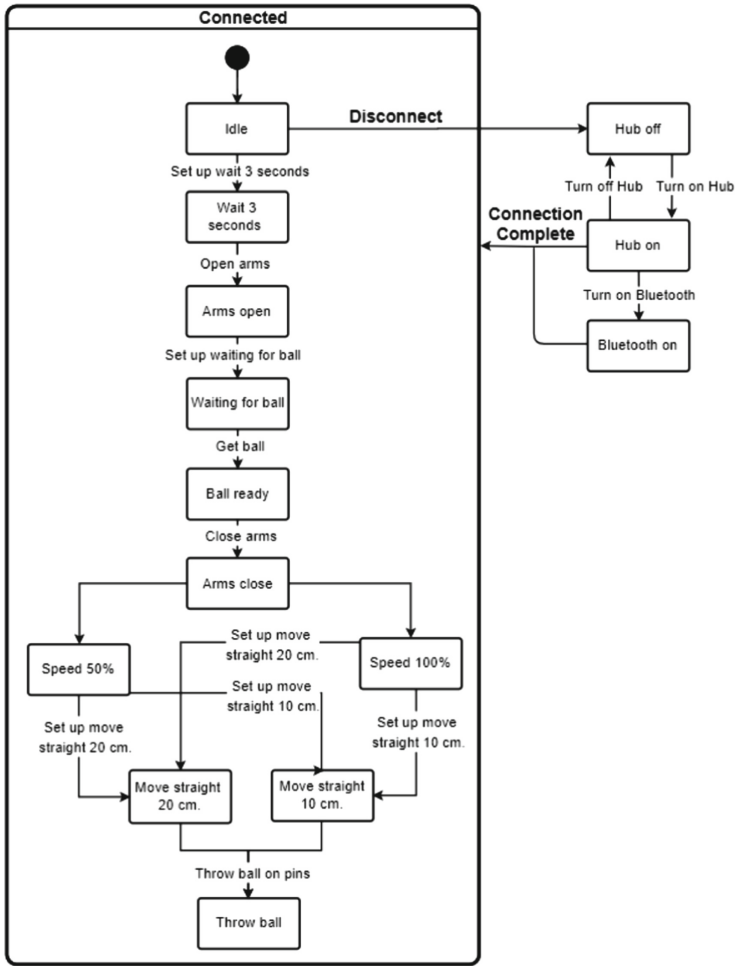 Connected
Idle
Disconnect
Hub off
Set up wait 3 seconds
Turn off Hub
Turn on Hub
Wait 3
seconds
Connection
Complete
Hub on
Open arms
Turn on Bluetooth
Arms open
Bluetooth on
Set up waiting for ball
Waiting for ball
Get ball
Ball ready
Close arms
Arms close
Set up move
straight 20 cm.
Speed 50%
Speed 100%
Set up move
straight 10 cm.
Set up move
straight 20 cm.
Set up move
straight 10 cm.
Move straight
20 cm.
Move straight
10 cm.
Throw ball on pins
Throw ball